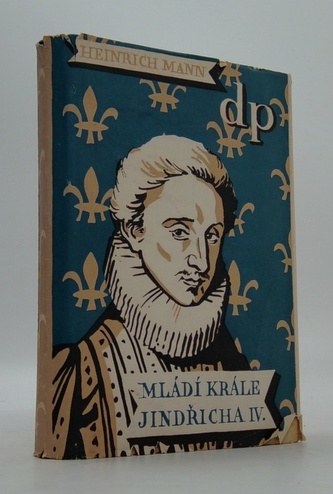 HEINRICH MANN
dp
MLÁDÍ KRÁLE
JINDŘICHA IV.